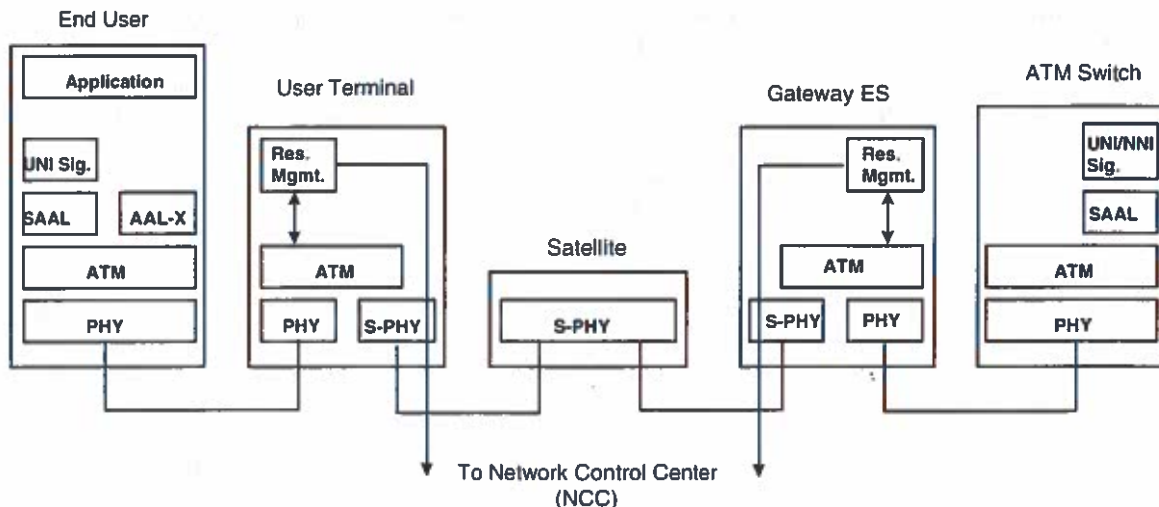 End User
Application
UNI Sig.
SAAL
AAL-X
ATM
PHY
User Terminal
Res.
Mgmt.
ATM
PHY
S-PHY
Satellite
S-PHY
Gateway ES
Res.
Mgmt.
ATM
S-PHY
PHY
ATM Switch
UNI/NNI
Sig.
SAAL
ATM
PHY
To Network Control Center
(NCC)